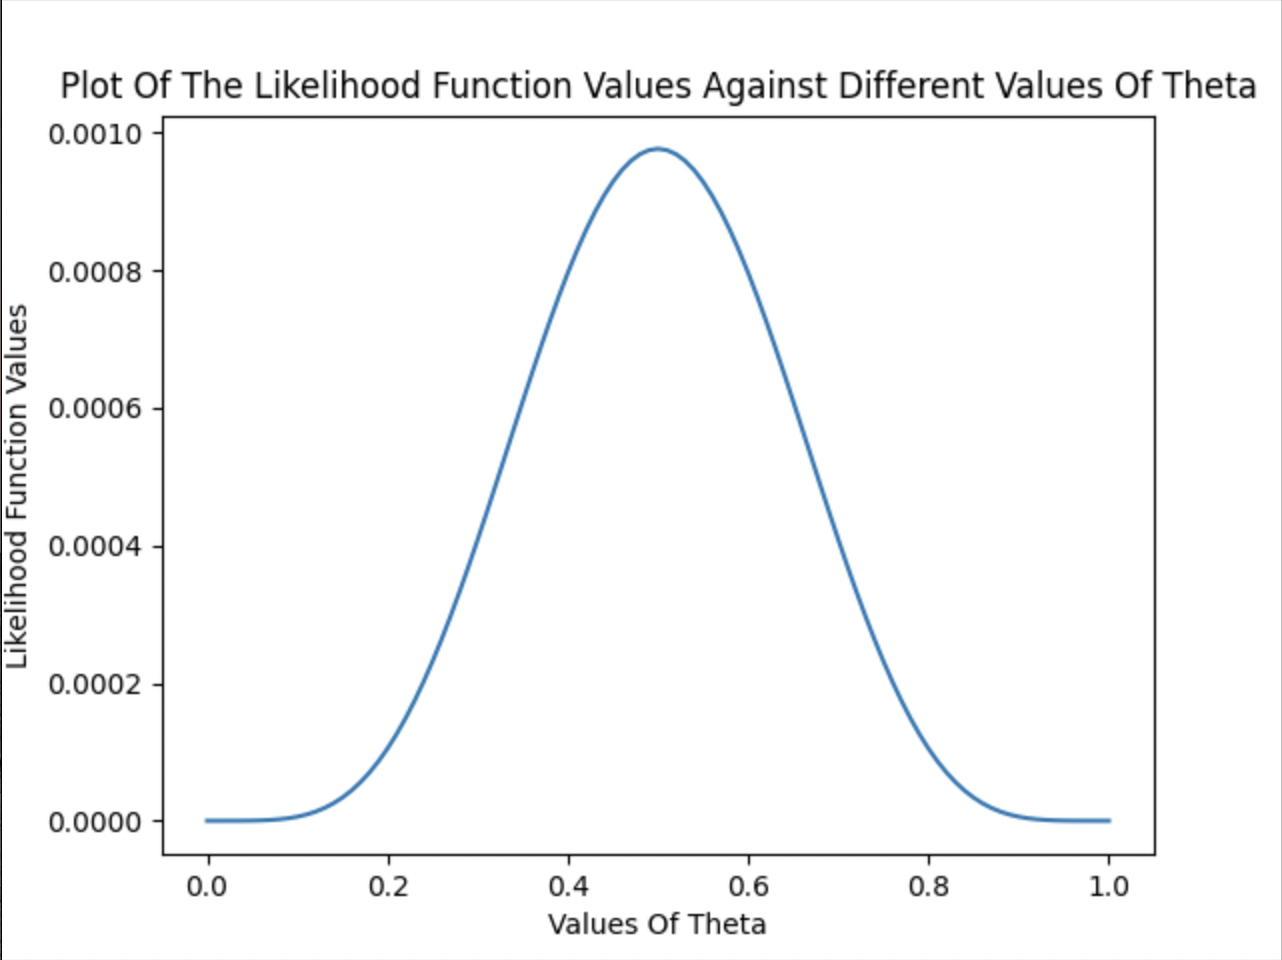 Plot Of The Likelihood Function Values Against Different Values Of Theta
0.0010
0.0008
0.0006
0.0004
0.0002
0.0000
Likelihood Function Values
0.0 0.2 0.4 0.6 0.8 1.0
Values Of Theta